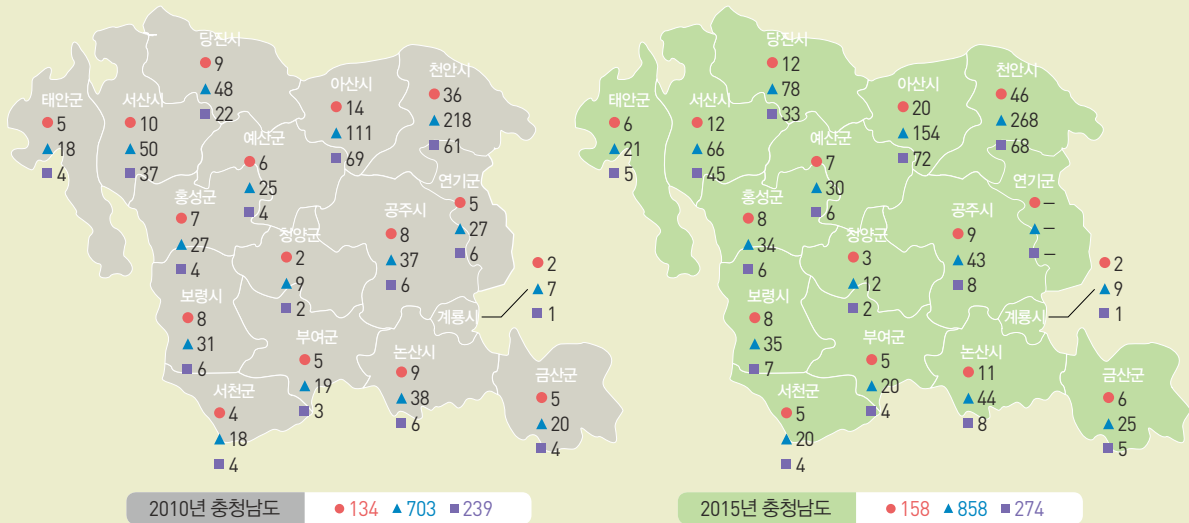 당진시
● 9
▲ 48
■ 22
태안군
● 5
▲ 18
■ 4
서산시
● 10
▲ 50
■ 37
아산시
● 14
▲ 111
■ 69
천안시
● 36
▲ 218
■ 61
예산군
● 6
▲ 25
■ 4
홍성군
● 7
▲ 27
■ 4
청양군
● 2
▲ 9
■ 2
공주시
● 8
▲ 37
■ 6
연기군
● 5
▲ 27
■ 6
계룡시
● 2
▲ 7
■ 1
보령시
● 8
▲ 31
■ 6
부여군
● 5
▲ 19
■ 3
논산시
● 9
▲ 38
■ 6
서천군
● 4
▲ 18
■ 4
금산군
● 5
▲ 20
■ 4
2010년 충청남도 ● 134 ▲ 703 ■ 239
당진시
● 12
▲ 78
■ 33
태안군
● 6
▲ 21
■ 5
서산시
● 12
▲ 66
■ 45
아산시
● 20
▲ 154
■ 72
천안시
● 46
▲ 268
■ 68
예산군
● 7
▲ 30
■ 6
홍성군
● 8
▲ 34
■ 6
청양군
● 3
▲ 12
■ 2
공주시
● 9
▲ 43
■ 8
연기군
● –
▲ –
■ –
계룡시
● 2
▲ 9
■ 1
보령시
● 8
▲ 35
■ 7
부여군
● 5
▲ 20
■ 4
논산시
● 11
▲ 44
■ 8
서천군
● 5
▲ 20
■ 4
금산군
● 6
▲ 25
■ 5
2015년 충청남도 ● 158 ▲ 858 ■ 274